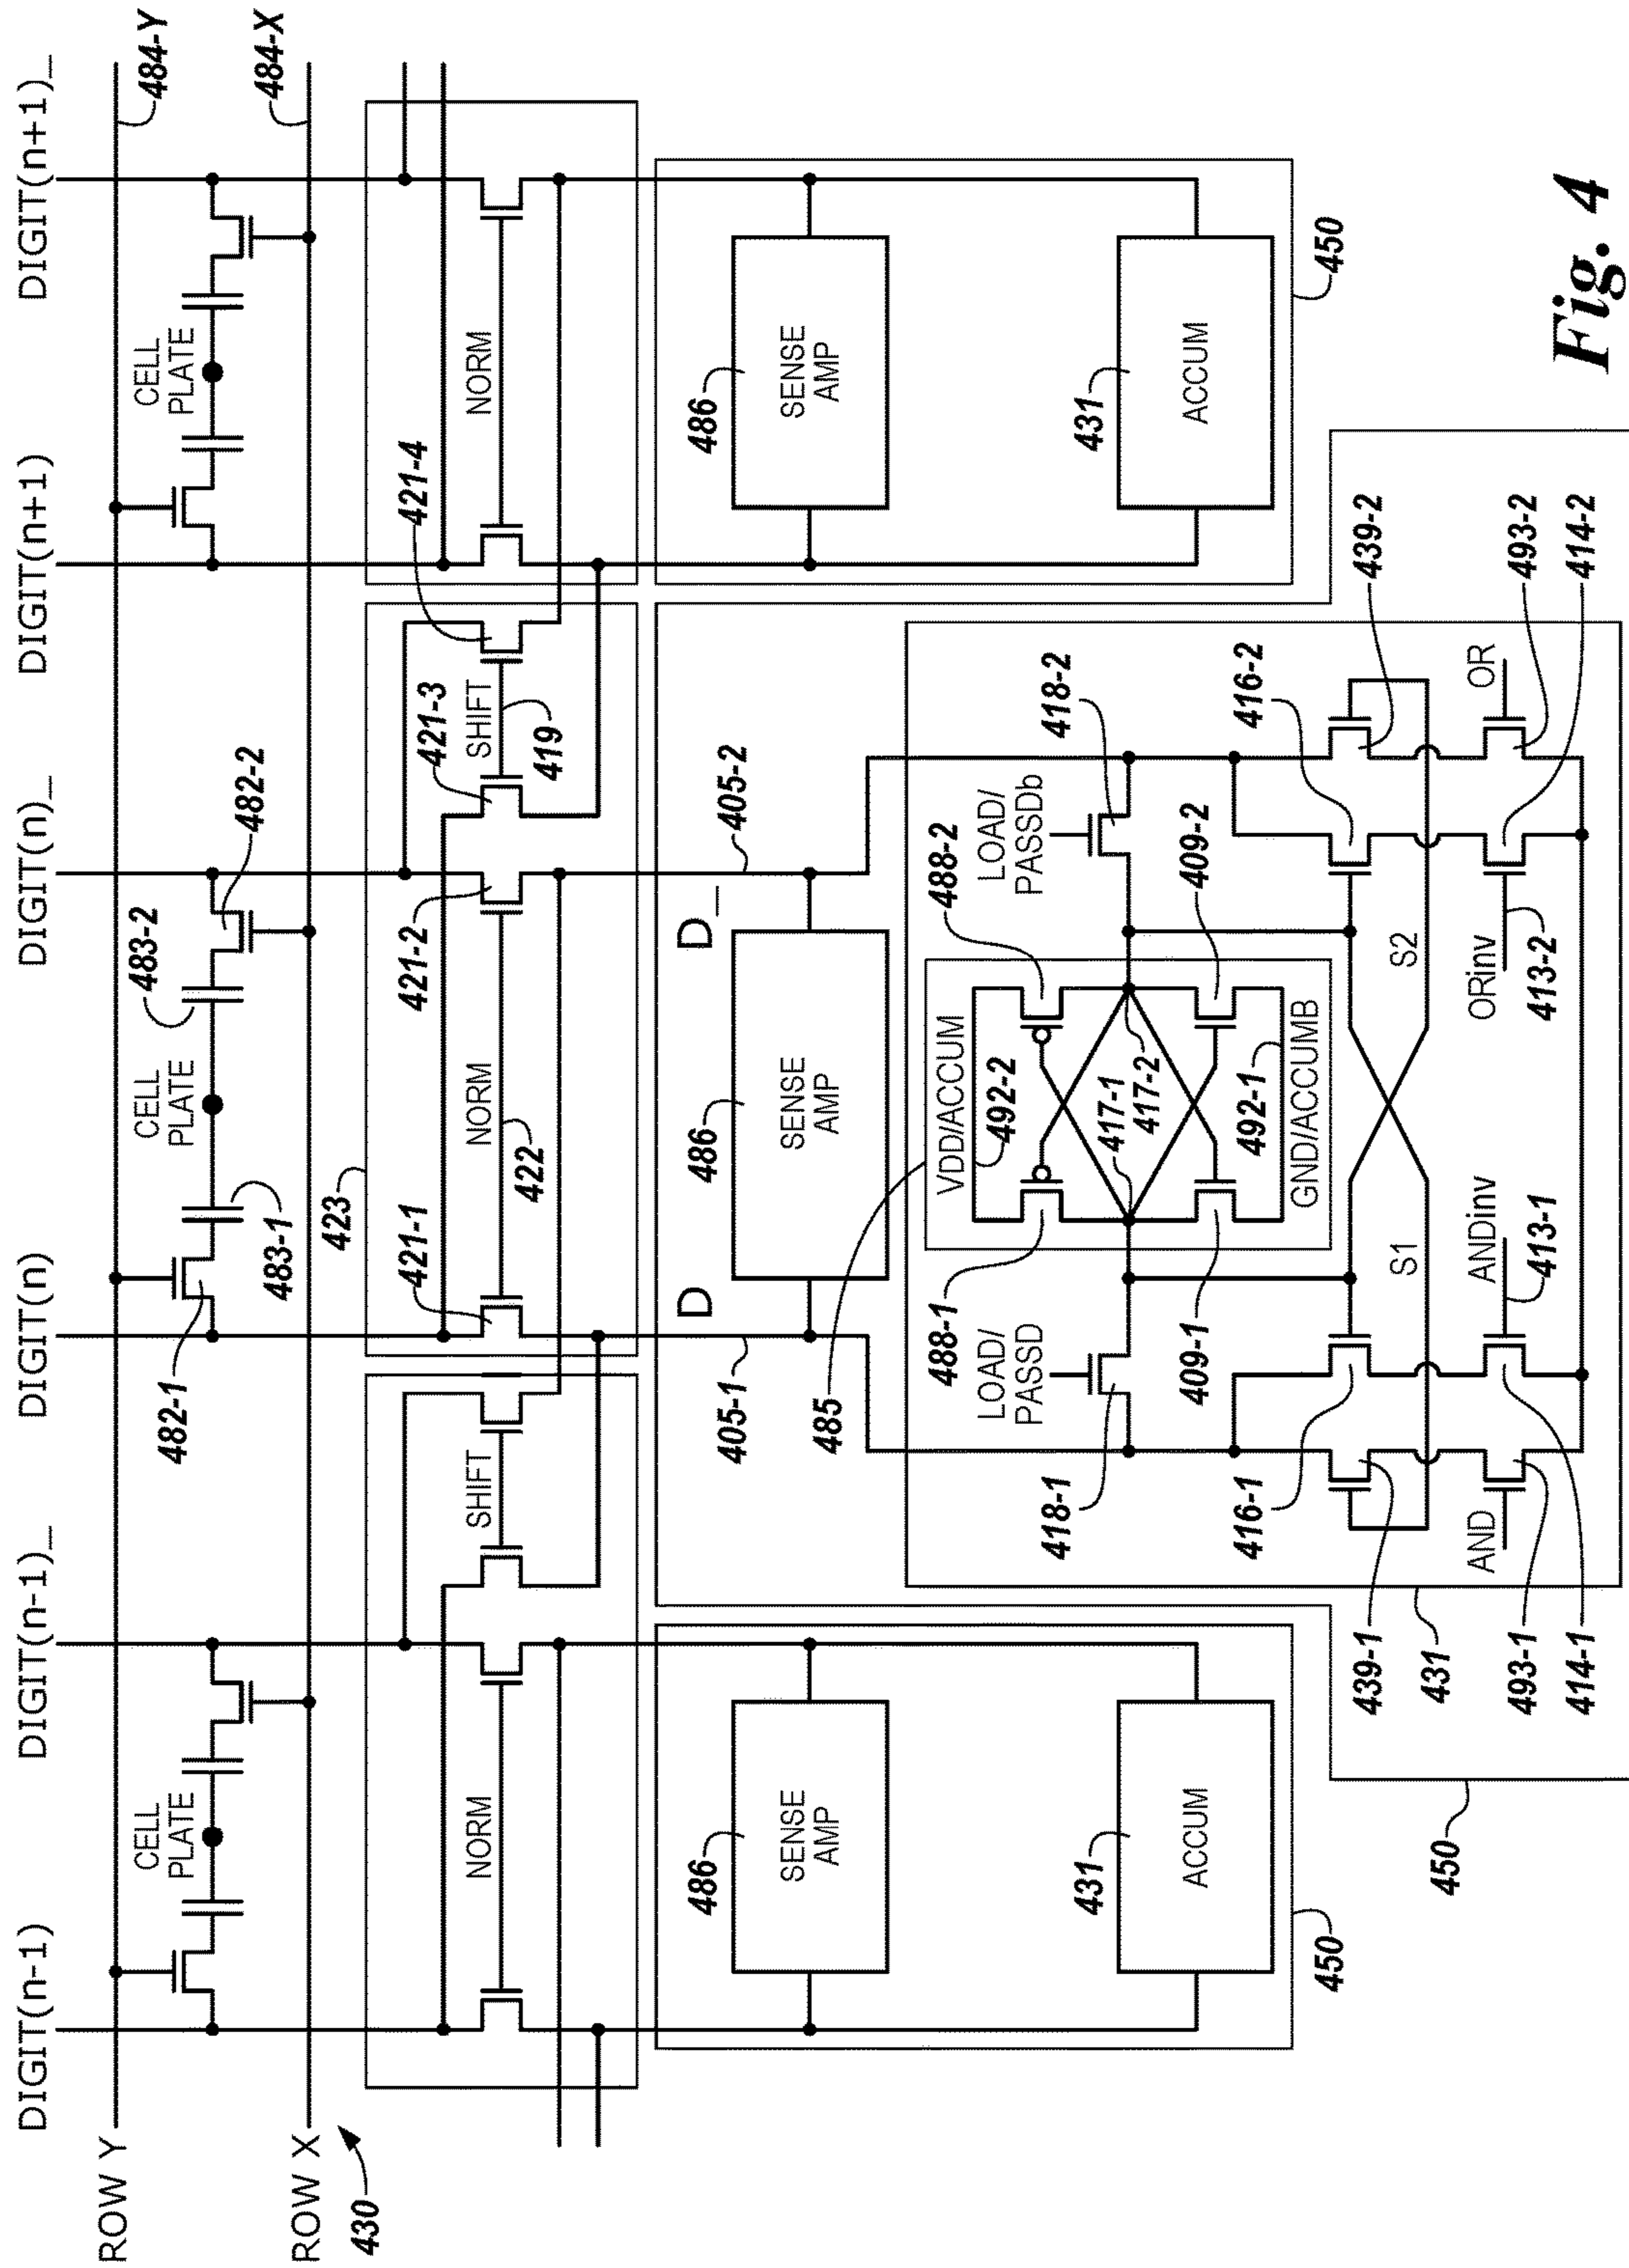 DIGIT(n-1)
DIGIT(n-1)_
DIGIT(n)
DIGIT(n)_
DIGIT(n+1)
DIGIT(n+1)_
ROW Y
484-Y
CELL
PLATE
482-1
CELL
PLATE
483-2
482-2
CELL
PLATE
483-1
ROW X
484-X
430
423
421-1
421-2
421-3
421-4
NORM
SHIFT
NORM
SHIFT
NORM
422
419
D
D_
405-1
405-2
486
SENSE
AMP
486
SENSE
AMP
486
SENSE
AMP
485
488-1
VDD/ACCUM
492-2
488-2
LOAD/
PASSD
LOAD/
PASSDb
418-1
418-2
417-1
417-2
431
ACCUM
431
ACCUM
409-1
409-2
492-1
GND/ACCUMB
450
450
416-1
416-2
439-1
S1
S2
439-2
431
450
AND
ANDinv
ORinv
OR
493-1
413-1
413-2
493-2
414-1
414-2
Fig. 4